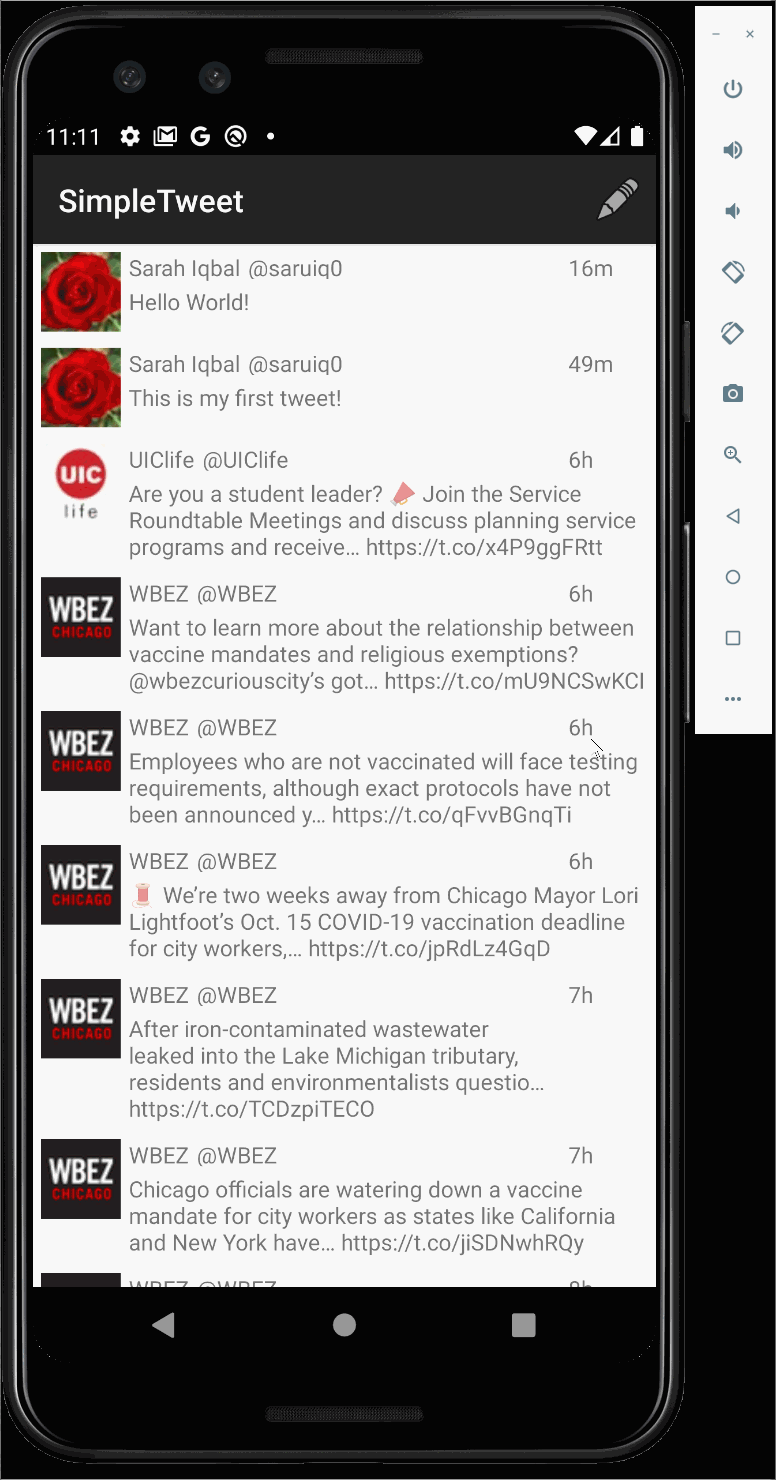 11:11
SimpleTweet
Sarah Iqbal @saruiq0 16m
Hello World!
Sarah Iqbal @saruiq0 49m
This is my first tweet!
UIC
life
UIClife @UIClife 6h
Are you a student leader? 📣 Join the Service
Roundtable Meetings and discuss planning service
programs and receive… https://t.co/x4P9ggFRtt
WBEZ
CHICAGO
WBEZ @WBEZ 6h
Want to learn more about the relationship between
vaccine mandates and religious exemptions?
@wbezcuriouscity’s got… https://t.co/mU9NCSwKCI
WBEZ
CHICAGO
WBEZ @WBEZ 6h
Employees who are not vaccinated will face testing
requirements, although exact protocols have not
been announced y… https://t.co/qFvvBGnqTi
WBEZ
CHICAGO
WBEZ @WBEZ 6h
🧵 We’re two weeks away from Chicago Mayor Lori
Lightfoot’s Oct. 15 COVID-19 vaccination deadline
for city workers,… https://t.co/jpRdLz4GqD
WBEZ
CHICAGO
WBEZ @WBEZ 7h
After iron-contaminated wastewater
leaked into the Lake Michigan tributary,
residents and environmentalists questio…
https://t.co/TCDzpiTECO
WBEZ
CHICAGO
WBEZ @WBEZ 7h
Chicago officials are watering down a vaccine
mandate for city workers as states like California
and New York have… https://t.co/jiSDNwhRQy
WBEZ @WBEZ 8h